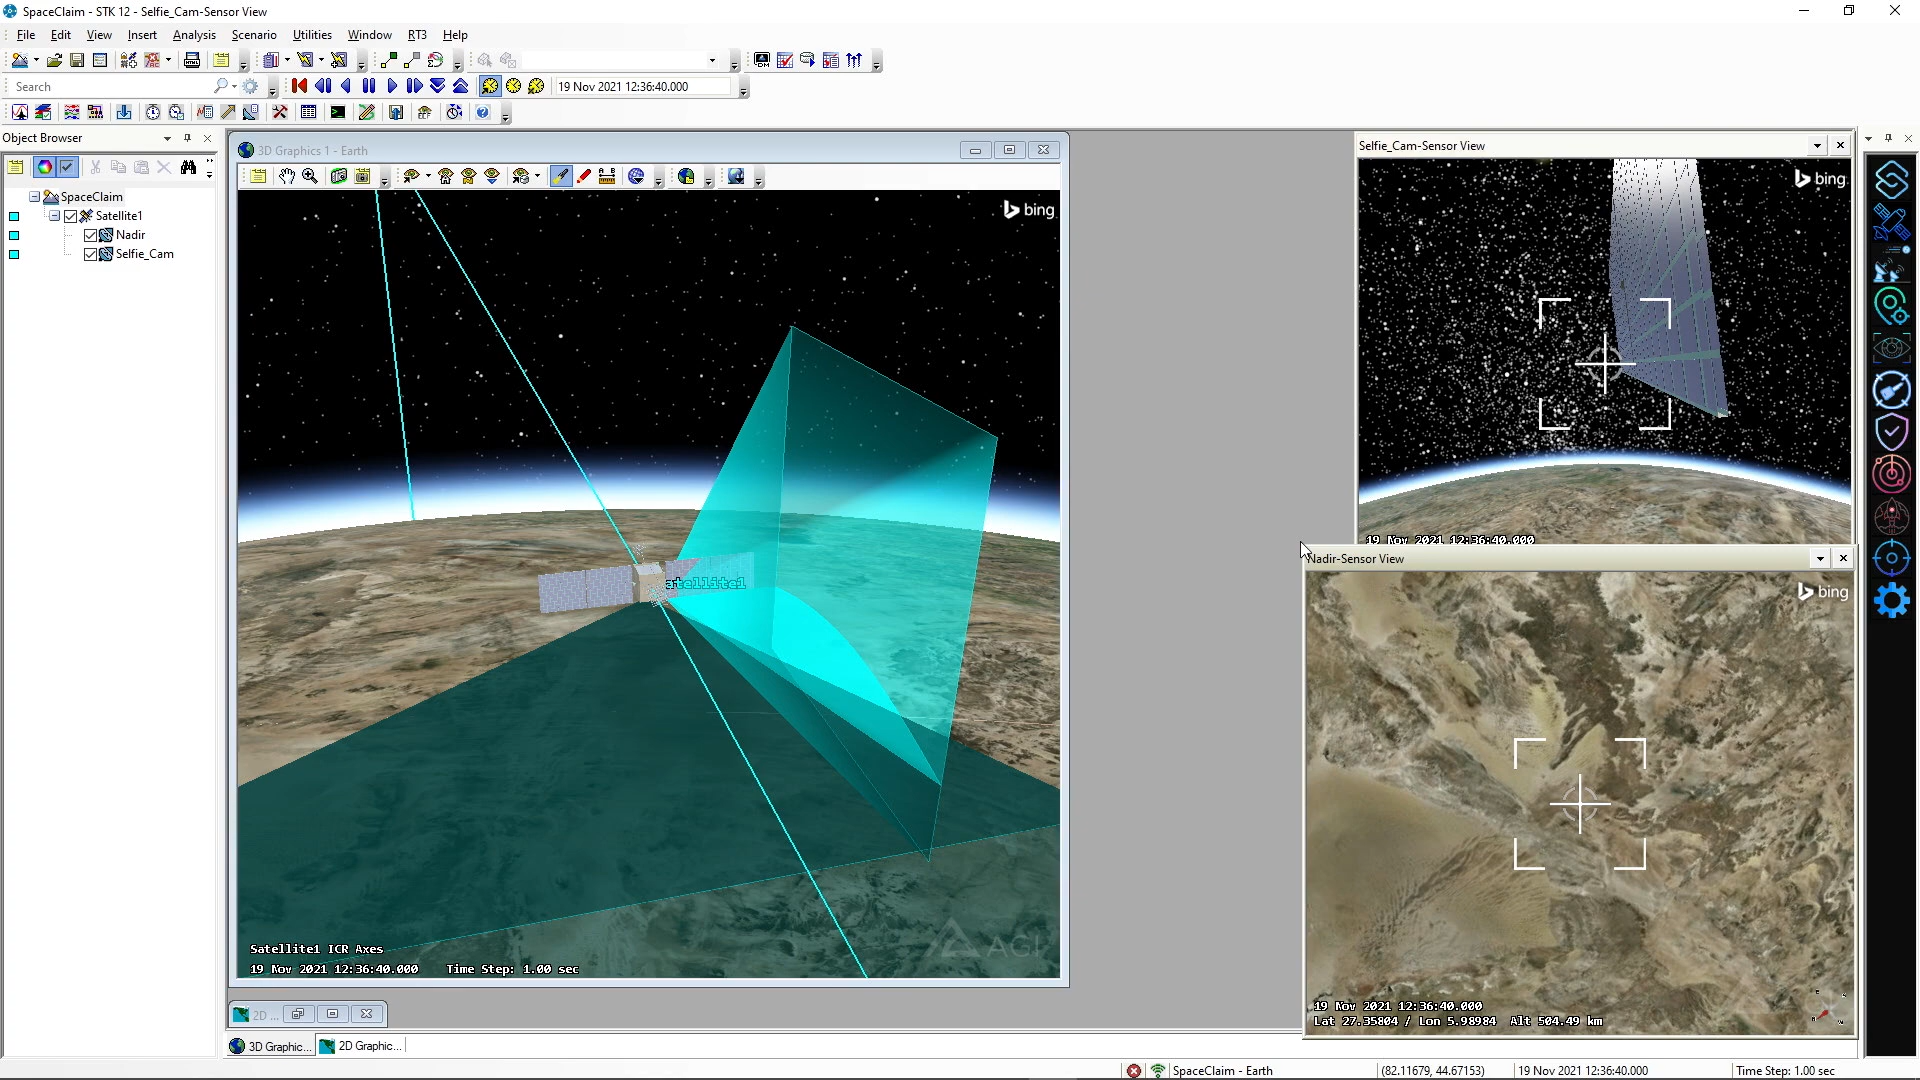 SpaceClaim - STK 12 - Selfie_Cam-Sensor View
File Edit View Insert Analysis Scenario Utilities Window RT3 Help
Search
19 Nov 2021 12:36:40.000
Object Browser
SpaceClaim
Satellite1
Nadir
Selfie_Cam
3D Graphics 1 - Earth
bing
Satellite1 ICR Axes
19 Nov 2021 12:36:40.000 Time Step: 1.00 sec
AGI
2D ...
3D Graphic...
2D Graphic...
Selfie_Cam-Sensor View
bing
19 Nov 2021 12:36:40.000
Nadir-Sensor View
bing
19 Nov 2021 12:36:40.000
Lat 27.35804 / Lon 5.98984 Alt 504.49 km
SpaceClaim - Earth
(82.11679, 44.67153)
19 Nov 2021 12:36:40.000
Time Step: 1.00 sec